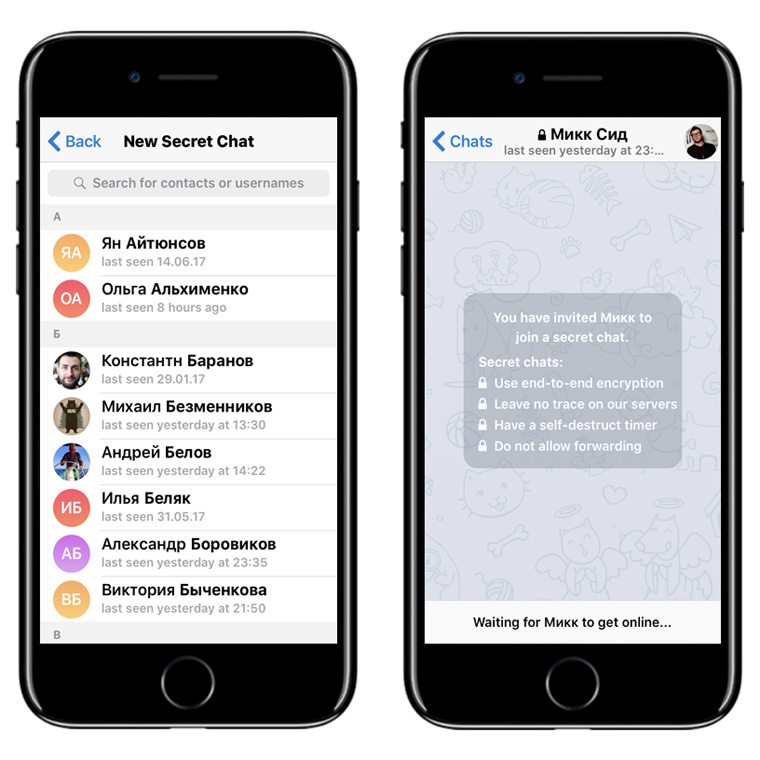 Back
New Secret Chat
Search for contacts or usernames
А
ЯА
Ян Айтюнсов
last seen 14.06.17
ОА
Ольга Альхименко
last seen 8 hours ago
Б
Константн Баранов
last seen 29.01.17
Михаил Безменников
last seen yesterday at 13:30
Андрей Белов
last seen yesterday at 14:22
ИБ
Илья Беляк
last seen 31.05.17
АБ
Александр Боровиков
last seen yesterday at 23:35
ВБ
Виктория Быченкова
last seen yesterday at 21:50
В
Chats
Микк Сид
last seen yesterday at 23:...
You have invited Микк to
join a secret chat.
Secret chats:
Use end-to-end encryption
Leave no trace on our servers
Have a self-destruct timer
Do not allow forwarding
Waiting for Микк to get online...